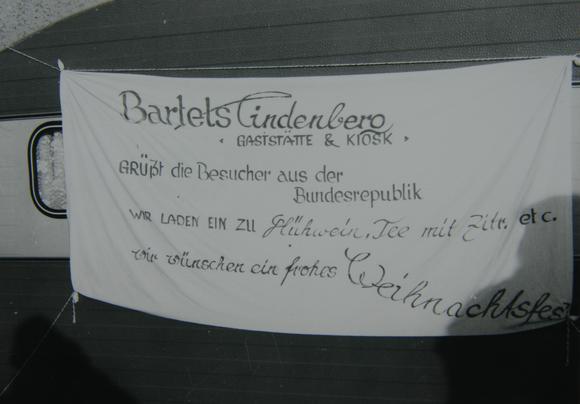 Bartels Lindenberg
• GASTSTÄTTE & KIOSK •
GRÜßt die Besucher aus der
Bundesrepublik
WIR LADEN EIN ZU Glühwein, Tee mit Zitr. etc.
wir wünschen ein frohes Weihnachtsfest